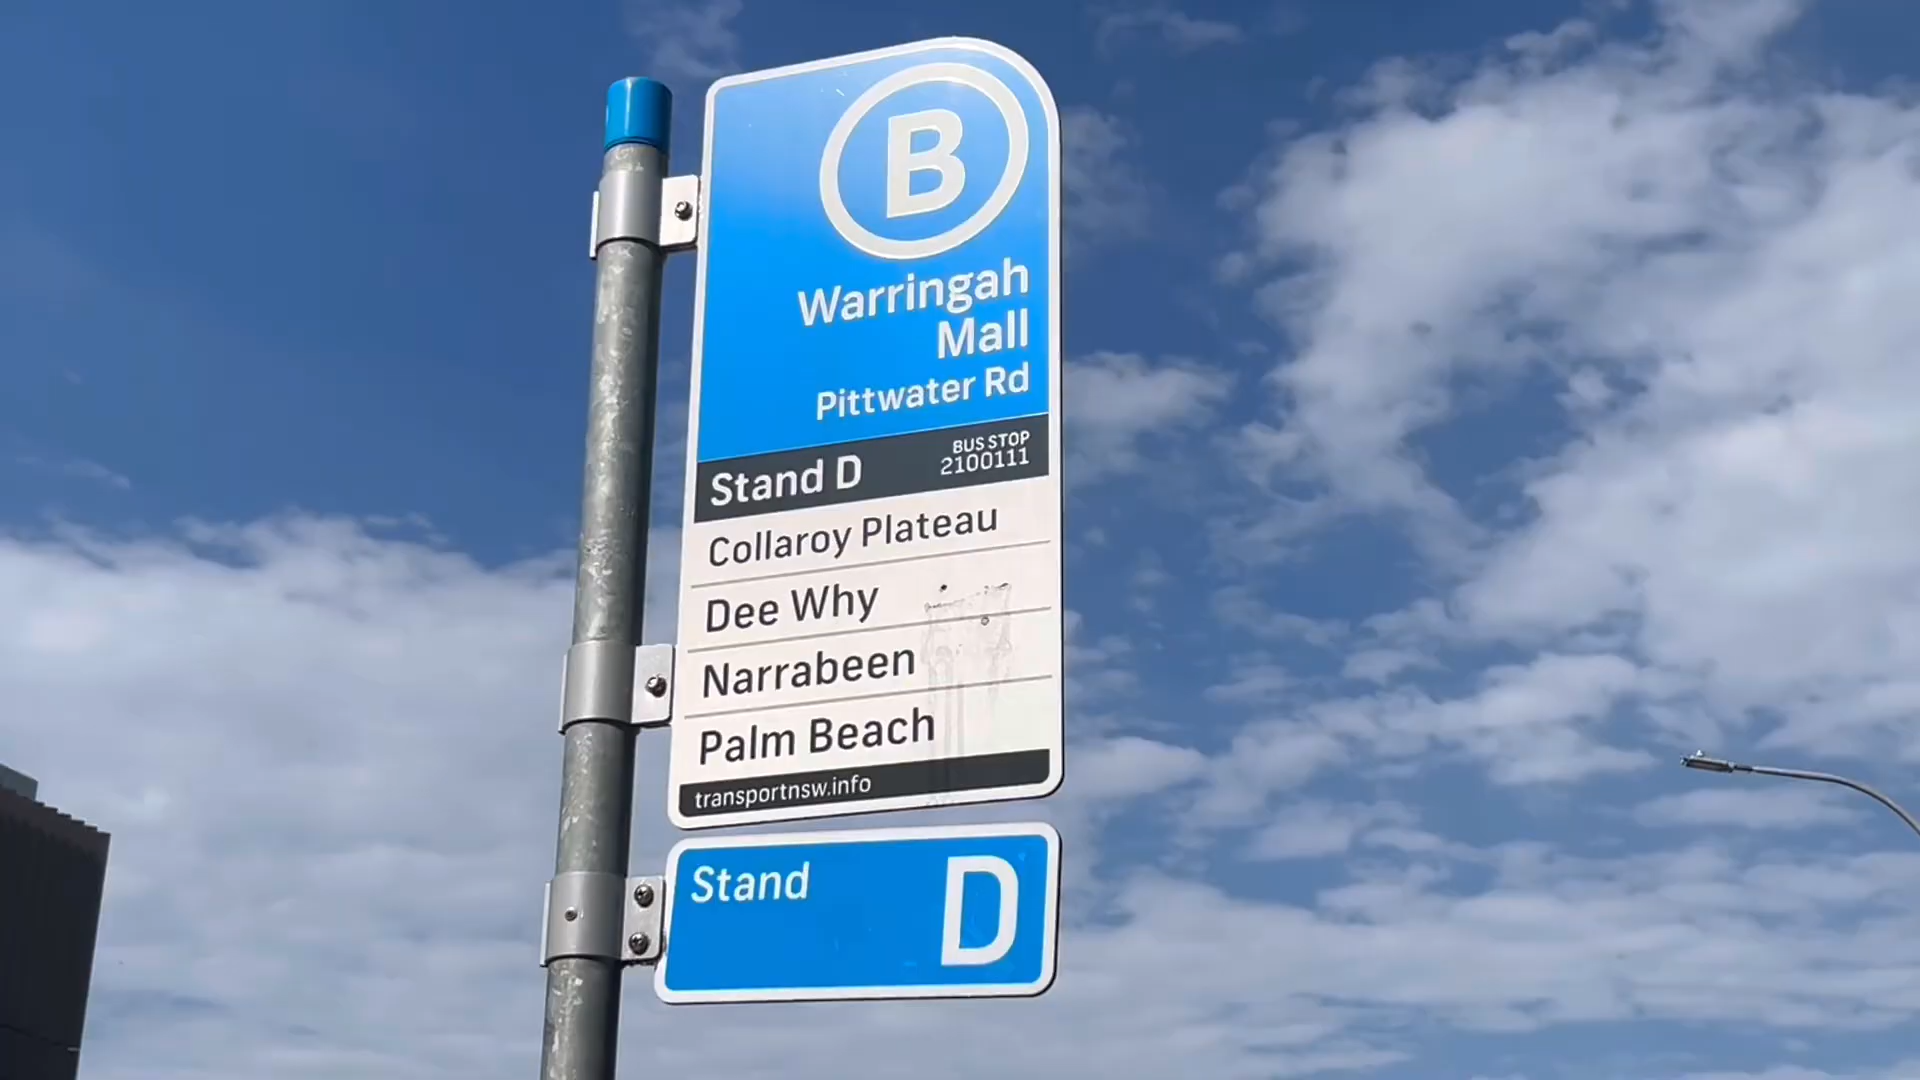 B
Warringah
Mall
Pittwater Rd
Stand D
BUS STOP
2100111
Collaroy Plateau
Dee Why
Narrabeen
Palm Beach
transportnsw.info
Stand D